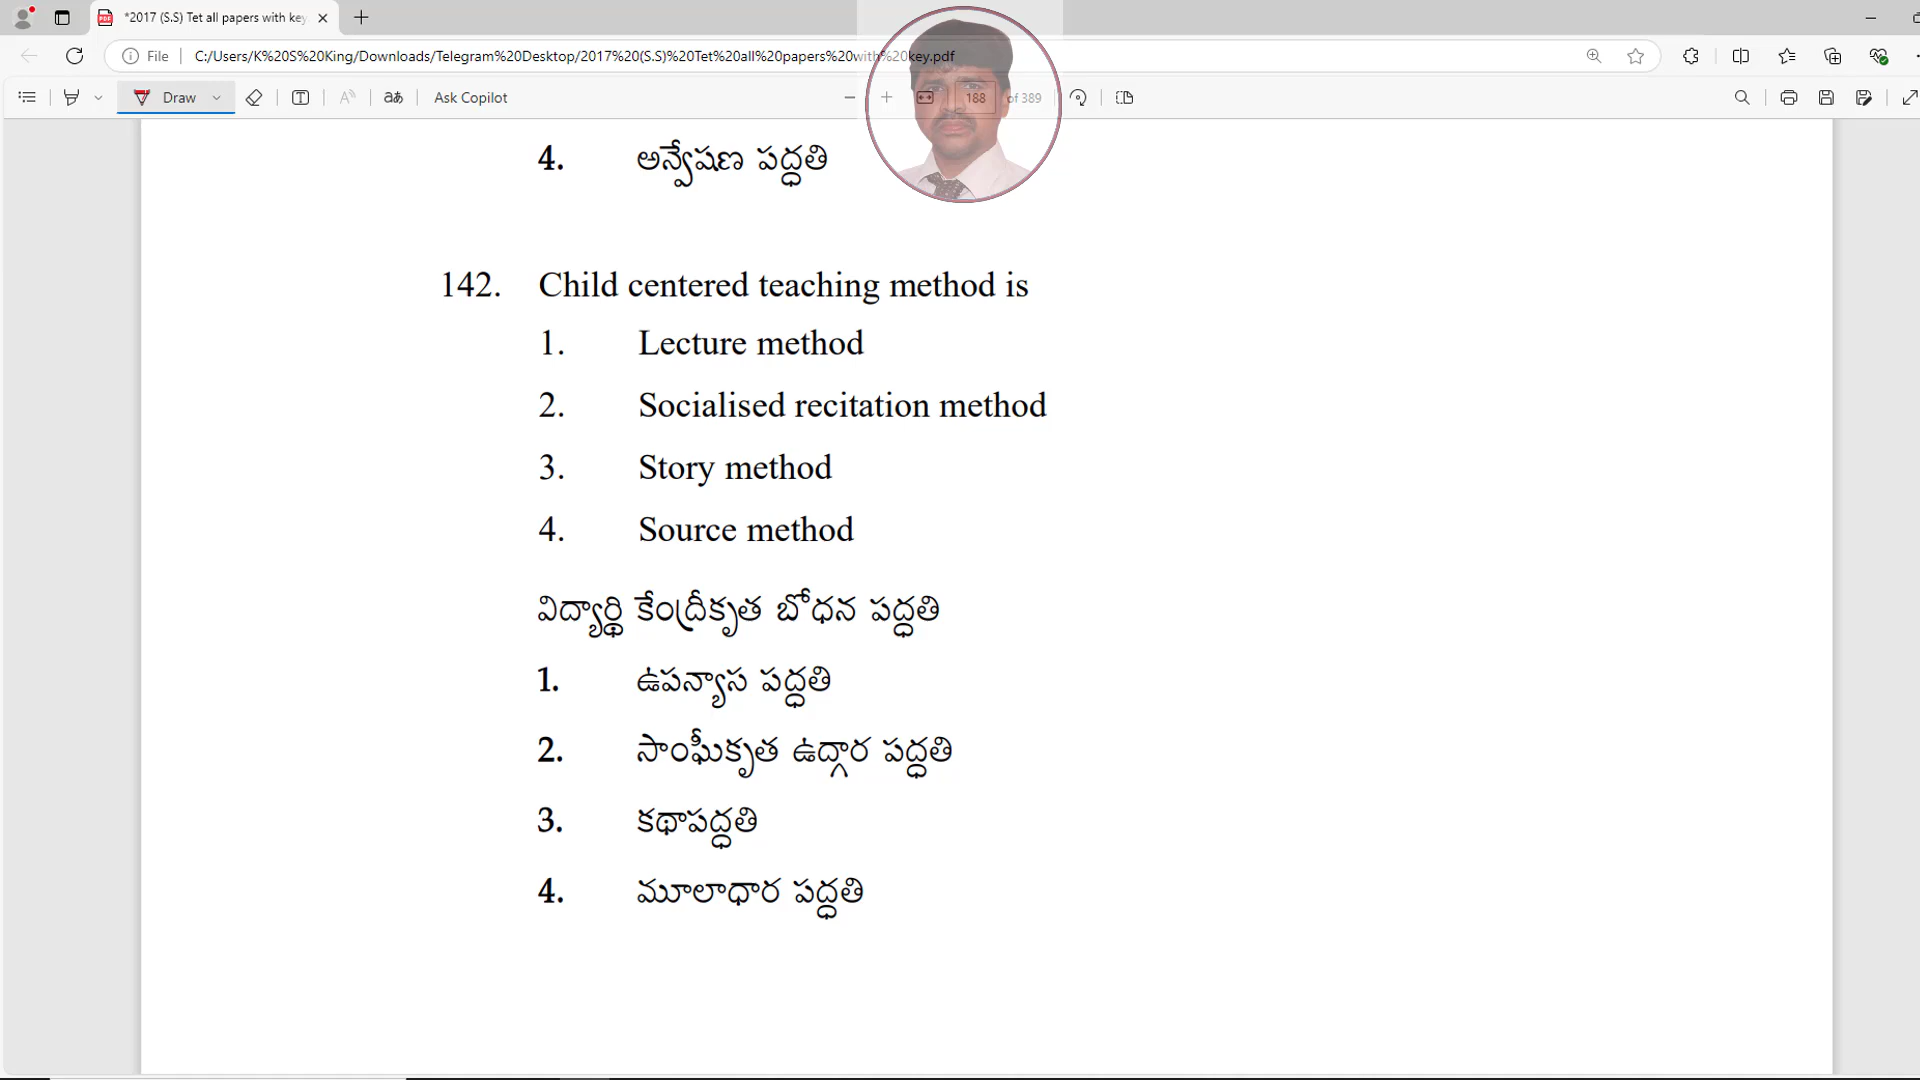 *2017 (S.S) Tet all papers with key
File C:/Users/K%20S%20King/Downloads/Telegram%20Desktop/2017%20(S.S)%20Tet%20all%20papers%20with%20key.pdf
Draw aあ Ask Copilot 188 of 389
4. అన్వేషణ పద్ధతి
142. Child centered teaching method is
1. Lecture method
2. Socialised recitation method
3. Story method
4. Source method
విద్యార్థి కేంద్రీకృత బోధన పద్ధతి
1. ఉపన్యాస పద్ధతి
2. సాంఘీకృత ఉద్గార పద్ధతి
3. కథాపద్ధతి
4. మూలాధార పద్ధతి